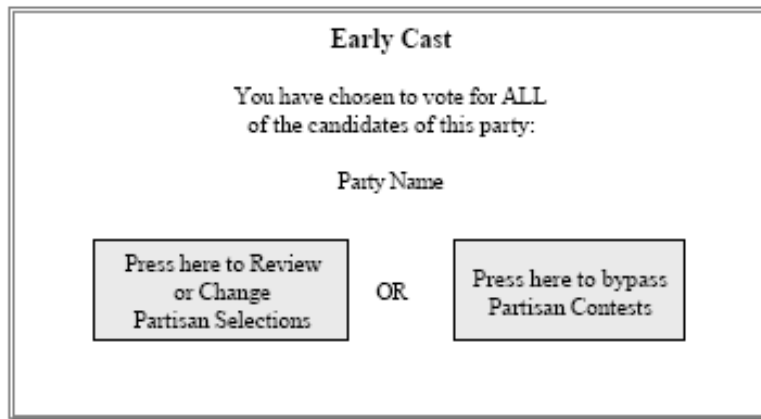 Early Cast
You have chosen to vote for ALL
of the candidates of this party:
Party Name
Press here to Review
or Change
Partisan Selections
OR
Press here to bypass
Partisan Contests